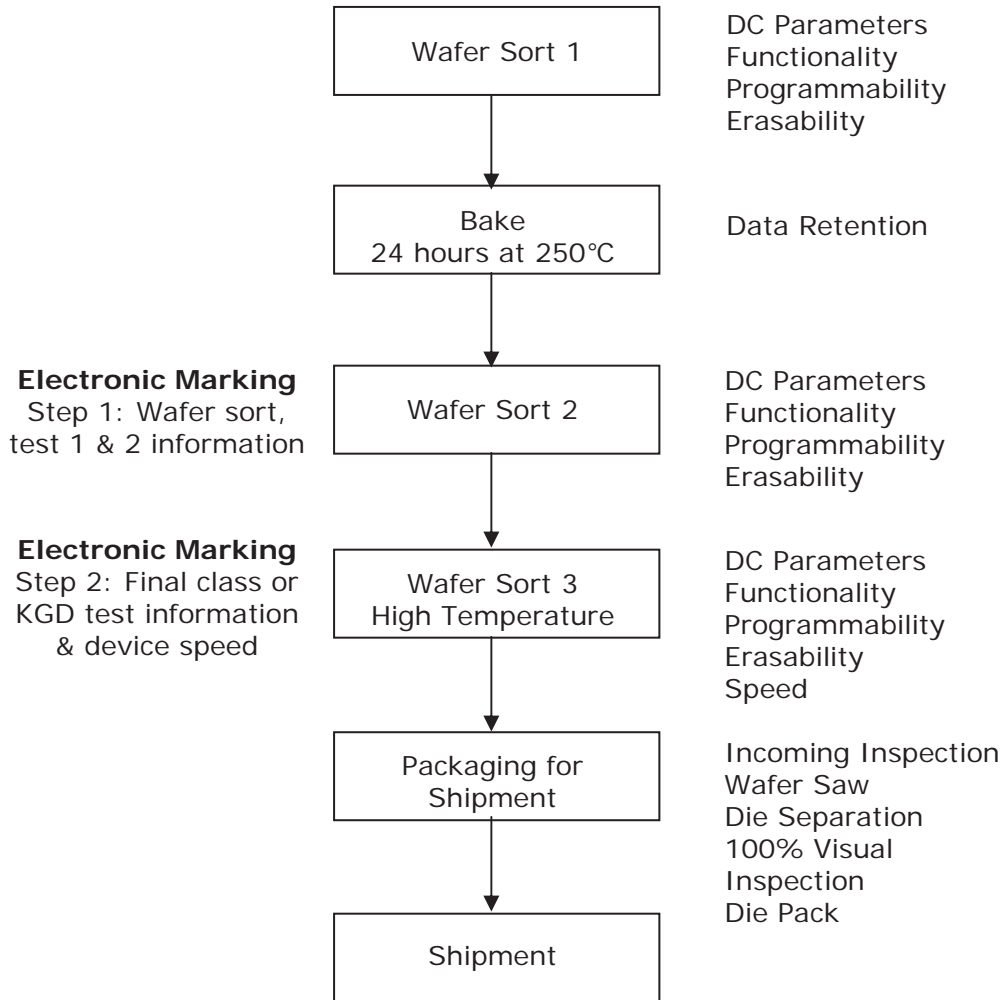 Wafer Sort 1
DC Parameters
Functionality
Programmability
Erasability
Bake
24 hours at 250°C
Data Retention
Electronic Marking
Step 1: Wafer sort,
test 1 & 2 information
Wafer Sort 2
DC Parameters
Functionality
Programmability
Erasability
Electronic Marking
Step 2: Final class or
KGD test information
& device speed
Wafer Sort 3
High Temperature
DC Parameters
Functionality
Programmability
Erasability
Speed
Packaging for
Shipment
Incoming Inspection
Wafer Saw
Die Separation
100% Visual
Inspection
Die Pack
Shipment